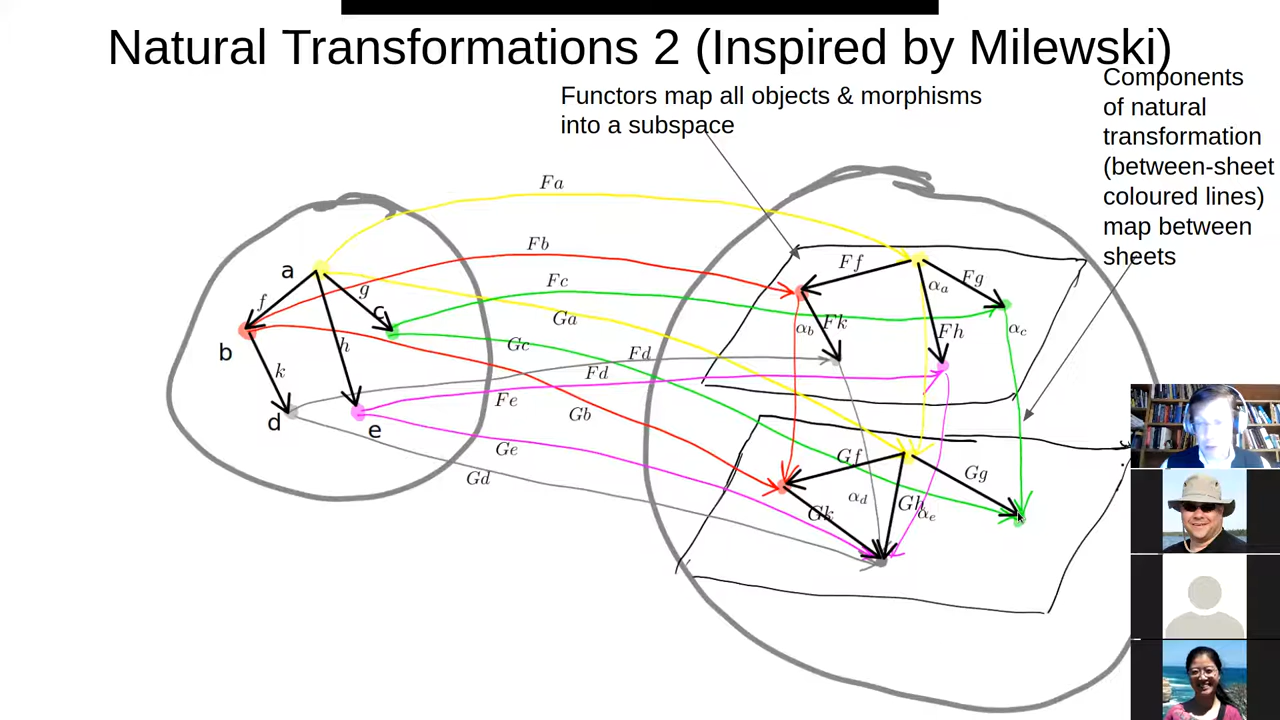 Natural Transformations 2 (Inspired by Milewski)
Functors map all objects & morphisms
into a subspace
Components
of natural
transformation
(between-sheet
coloured lines)
map between
sheets
Fa
Fb
Fc
Ga
Gc
Fd
Fd
Fe
Gb
Ge
Gd
a
f
g
c
b
h
k
d
e
Ff
Fg
αa
αb
Fk
Fh
αc
Gf
Gg
αd
Gh
Gk
αe